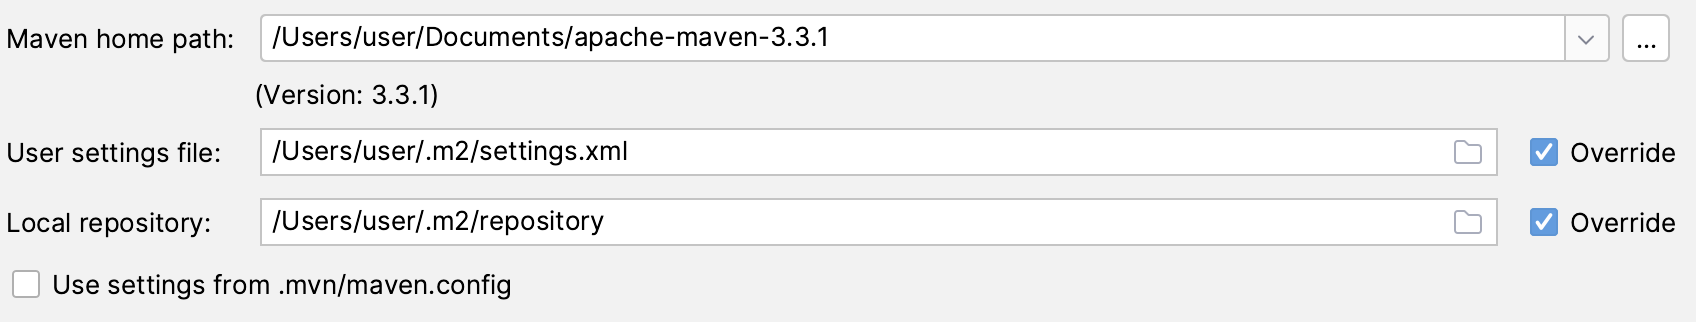 Maven home path: /Users/user/Documents/apache-maven-3.3.1 ...
(Version: 3.3.1)
User settings file: /Users/user/.m2/settings.xml Override
Local repository: /Users/user/.m2/repository Override
Use settings from .mvn/maven.config